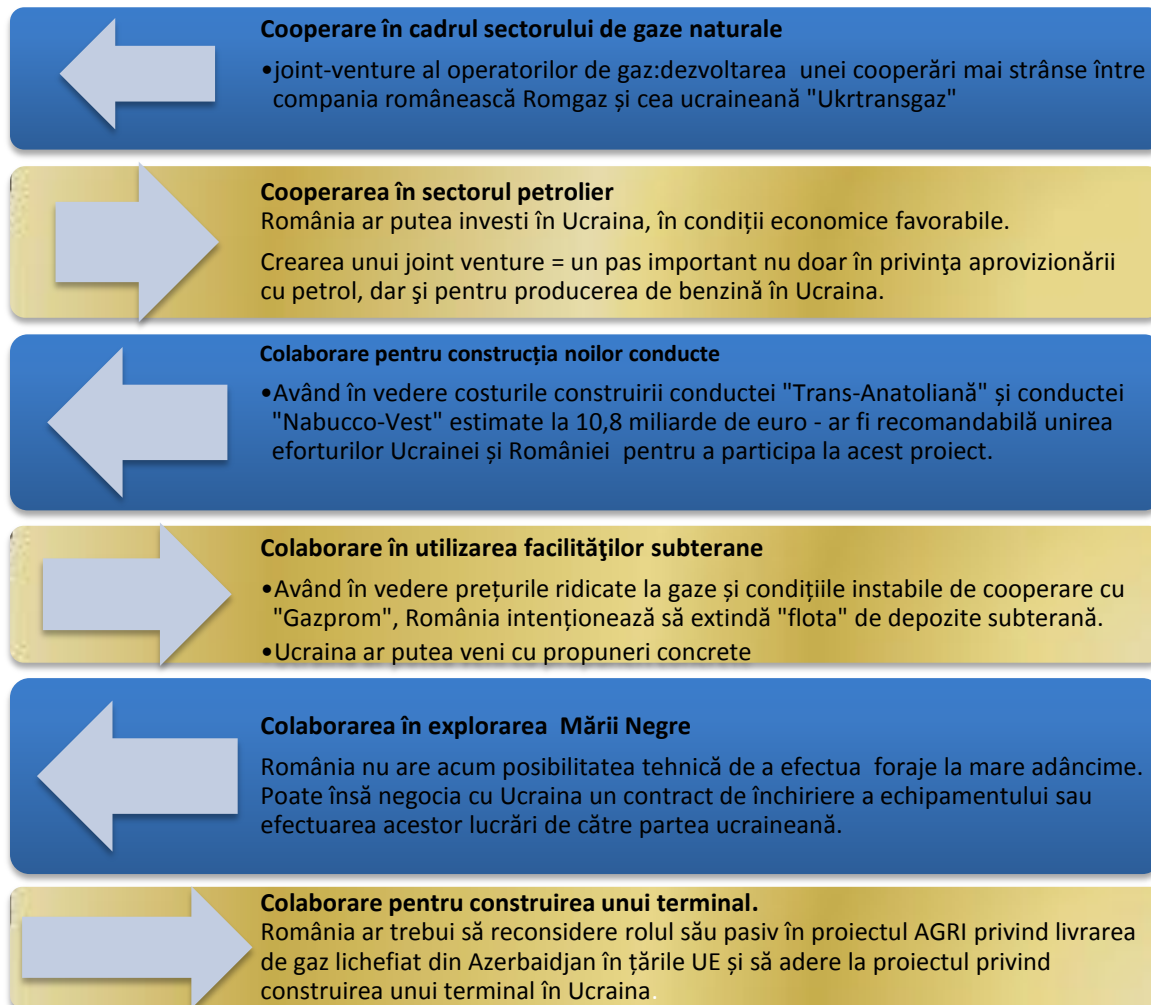 Cooperare în cadrul sectorului de gaze naturale
•joint-venture al operatorilor de gaz:dezvoltarea unei cooperări mai strânse între
compania românească Romgaz și cea ucraineană "Ukrtransgaz"
Cooperarea în sectorul petrolier
România ar putea investi în Ucraina, în condiții economice favorabile.
Crearea unui joint venture = un pas important nu doar în privinţa aprovizionării
cu petrol, dar şi pentru producerea de benzină în Ucraina.
Colaborare pentru construcția noilor conducte
•Având în vedere costurile construirii conductei "Trans-Anatoliană" și conductei
"Nabucco-Vest" estimate la 10,8 miliarde de euro - ar fi recomandabilă unirea
eforturilor Ucrainei și României pentru a participa la acest proiect.
Colaborare în utilizarea facilităţilor subterane
•Având în vedere prețurile ridicate la gaze și condițiile instabile de cooperare cu
"Gazprom", România intenționează să extindă "flota" de depozite subterană.
•Ucraina ar putea veni cu propuneri concrete
Colaborarea în explorarea Mării Negre
România nu are acum posibilitatea tehnică de a efectua foraje la mare adâncime.
Poate însă negocia cu Ucraina un contract de închiriere a echipamentului sau
efectuarea acestor lucrări de către partea ucraineană.
Colaborare pentru construirea unui terminal.
România ar trebui să reconsidere rolul său pasiv în proiectul AGRI privind livrarea
de gaz lichefiat din Azerbaidjan în țările UE și să adere la proiectul privind
construirea unui terminal în Ucraina.